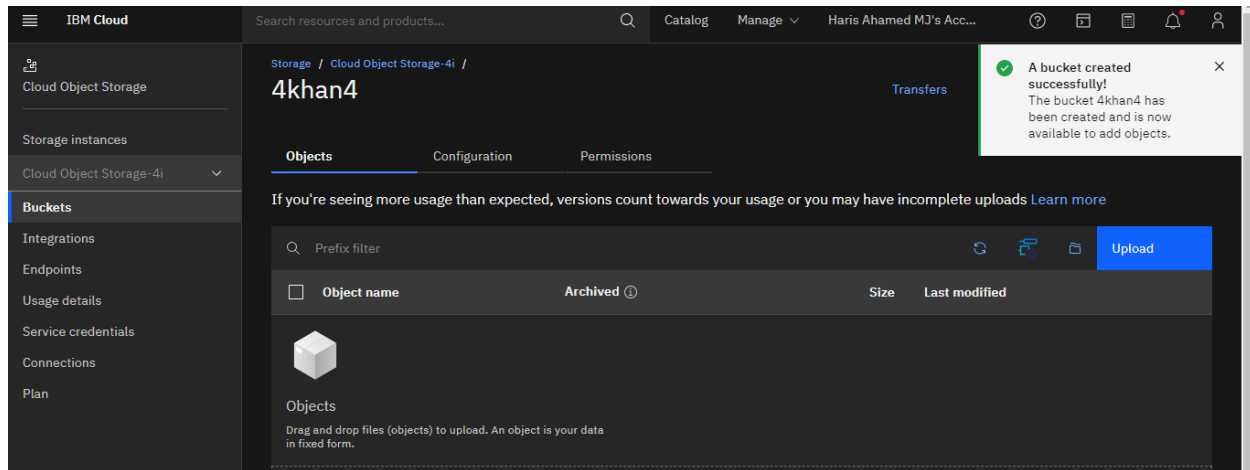 IBM Cloud
Search resources and products...
Catalog
Manage
Haris Ahamed MJ's Acc...
Cloud Object Storage
Storage instances
Cloud Object Storage-4i
Buckets
Integrations
Endpoints
Usage details
Service credentials
Connections
Plan
Storage / Cloud Object Storage-4i /
4khan4
Transfers
A bucket created
successfully!
The bucket 4khan4 has
been created and is now
available to add objects.
Objects
Configuration
Permissions
If you're seeing more usage than expected, versions count towards your usage or you may have incomplete uploads Learn more
Prefix filter
Upload
Object name
Archived
Size
Last modified
Objects
Drag and drop files (objects) to upload. An object is your data
in fixed form.